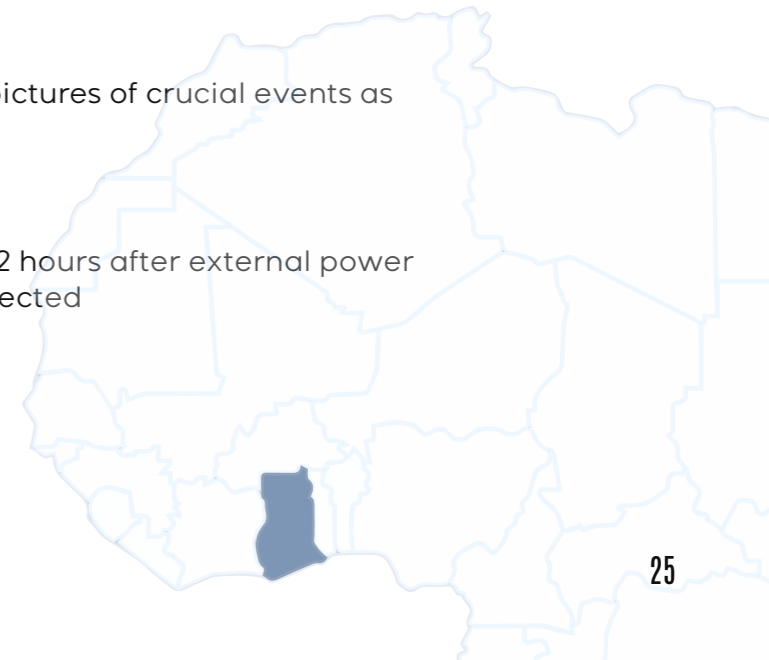 pictures of crucial events as
2 hours after external power
ected
25